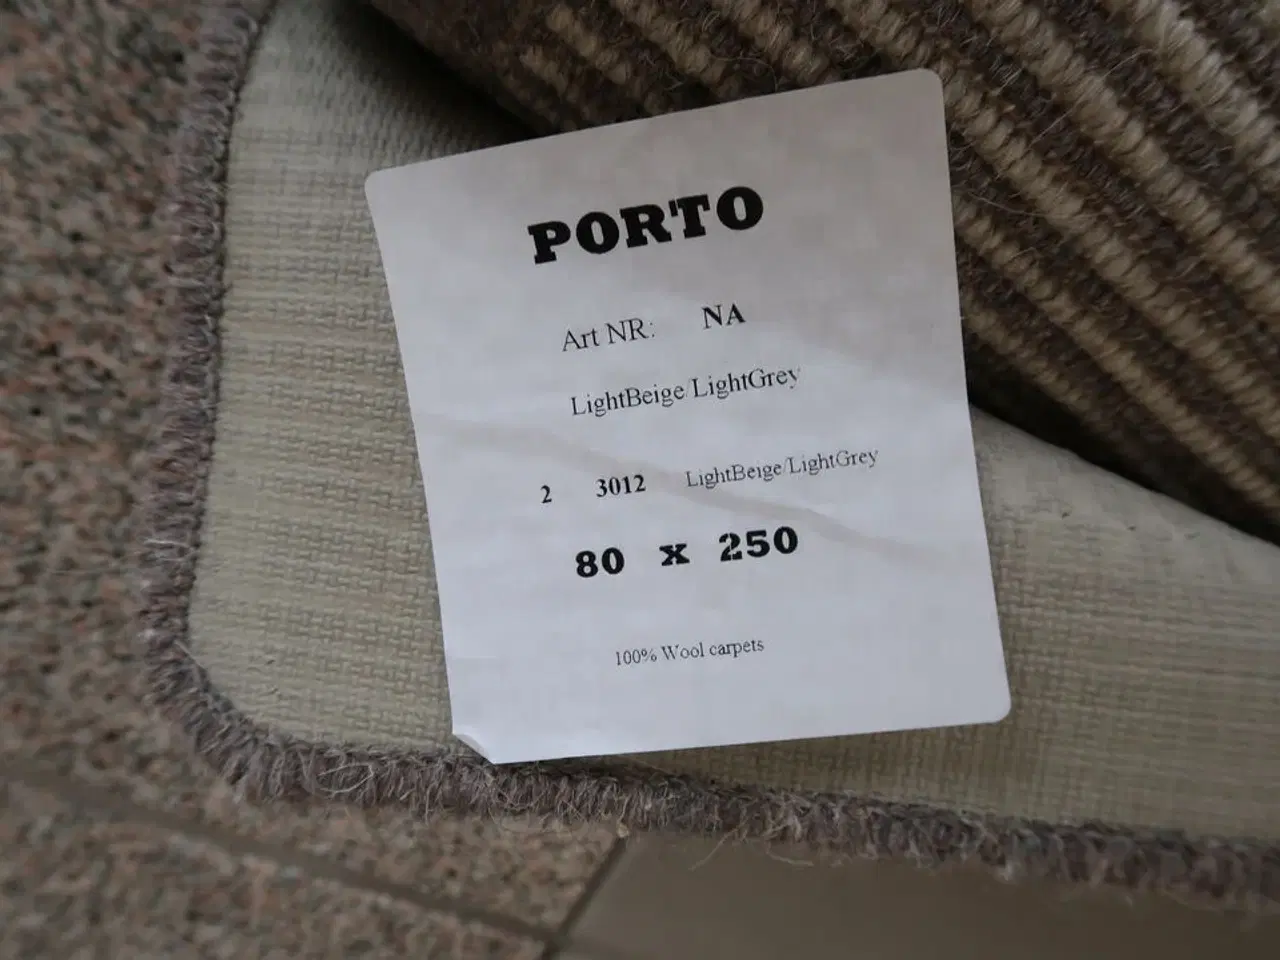 PORTO
Art NR: NA
LightBeige/LightGrey
2 3012 LightBeige/LightGrey
80 x 250
100% Wool carpets